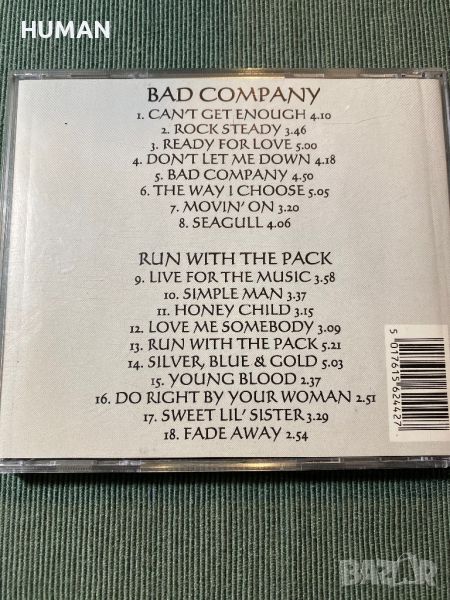 HUMAN
BAD COMPANY
1. CAN'T GET ENOUGH 4.10
2. ROCK STEADY 3.46
3. READY FOR LOVE 5.00
4. DON'T LET ME DOWN 4.18
5. BAD COMPANY 4.50
6. THE WAY I CHOOSE 5.05
7. MOVIN' ON 3.20
8. SEAGULL 4.06
RUN WITH THE PACK
9. LIVE FOR THE MUSIC 3.58
10. SIMPLE MAN 3.37
11. HONEY CHILD 3.15
12. LOVE ME SOMEBODY 3.09
13. RUN WITH THE PACK 5.21
14. SILVER, BLUE & GOLD 5.03
15. YOUNG BLOOD 2.37
16. DO RIGHT BY YOUR WOMAN 2.51
17. SWEET LIL' SISTER 3.29
18. FADE AWAY 2.54
5 017615 624427
BAZAR